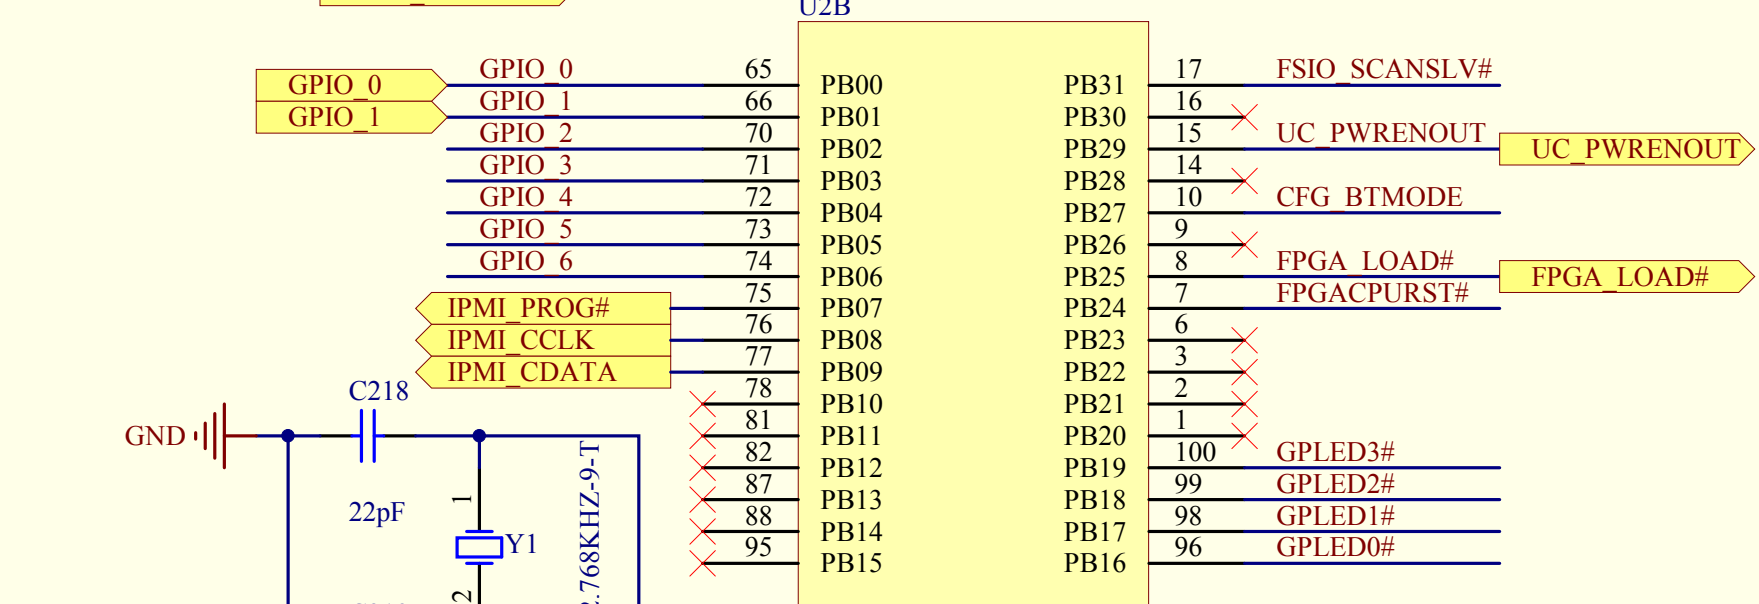 U2B
GPIO_0 GPIO_0 65 PB00 PB31 17 FSIO_SCANSLV#
GPIO_1 GPIO_1 66 PB01 PB30 16
GPIO_2 70 PB02 PB29 15 UC_PWRENOUT UC_PWRENOUT
GPIO_3 71 PB03 PB28 14
GPIO_4 72 PB04 PB27 10 CFG_BTMODE
GPIO_5 73 PB05 PB26 9
GPIO_6 74 PB06 PB25 8 FPGA_LOAD# FPGA_LOAD#
IPMI_PROG# 75 PB07 PB24 7 FPGACPURST#
IPMI_CCLK 76 PB08 PB23 6
IPMI_CDATA 77 PB09 PB22 3
78 PB10 PB21 2
81 PB11 PB20 1
82 PB12 PB19 100 GPLED3#
87 PB13 PB18 99 GPLED2#
88 PB14 PB17 98 GPLED1#
95 PB15 PB16 96 GPLED0#
C218
GND
22pF
1
Y1
2
2.768KHZ-9-T